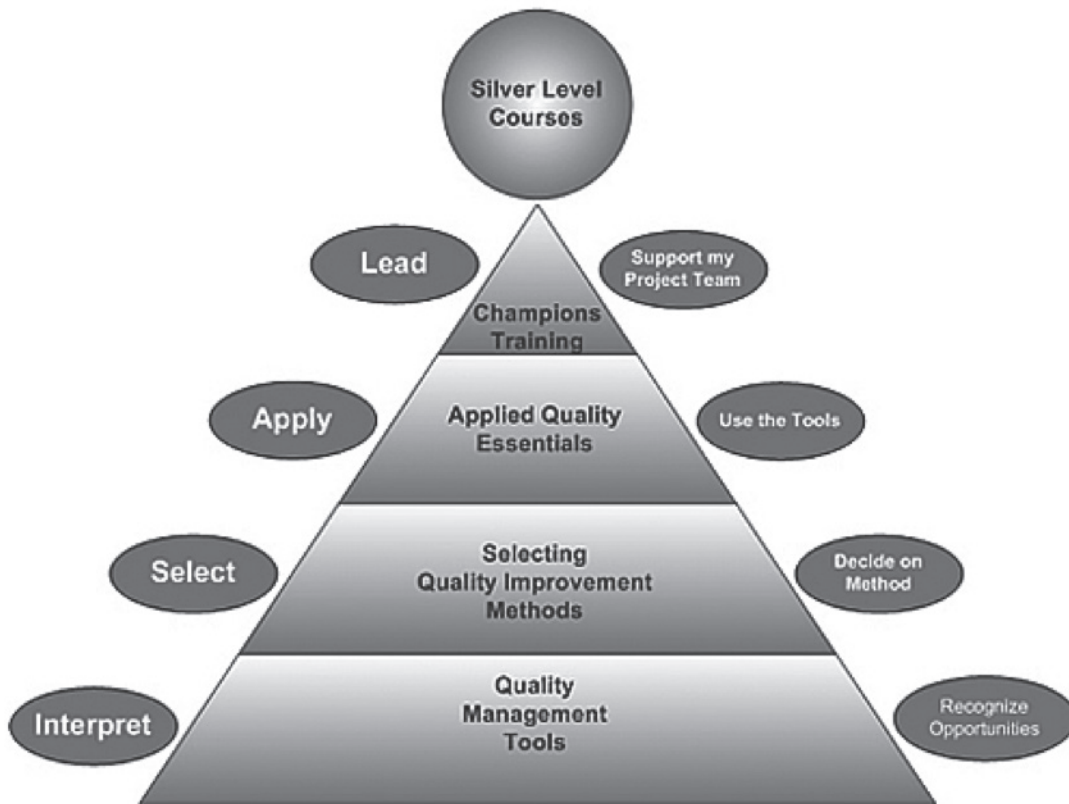 Silver Level
Courses
Lead
Support my
Project Team
Champions
Training
Apply
Applied Quality
Essentials
Use the Tools
Select
Selecting
Quality Improvement
Methods
Decide on
Method
Interpret
Quality
Management
Tools
Recognize
Opportunities